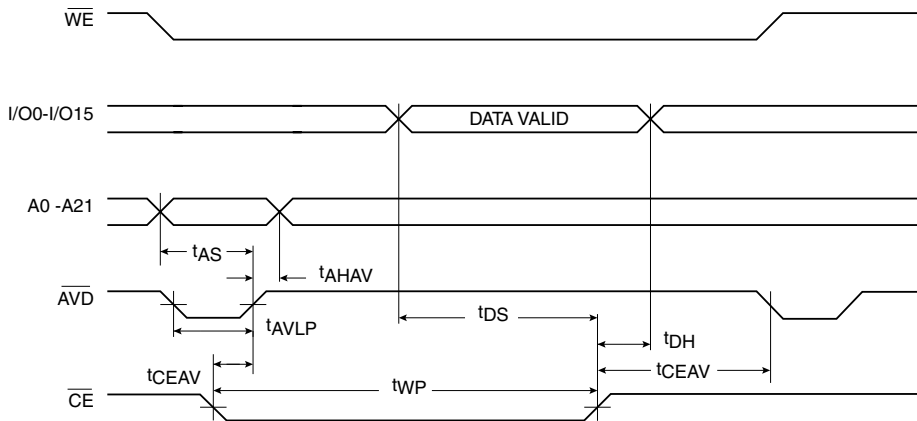 WE
I/O0-I/O15
DATA VALID
A0 -A21
tAS
tAHAV
AVD
tAVLP
tDS
tDH
tCEAV
tWP
tCEAV
CE